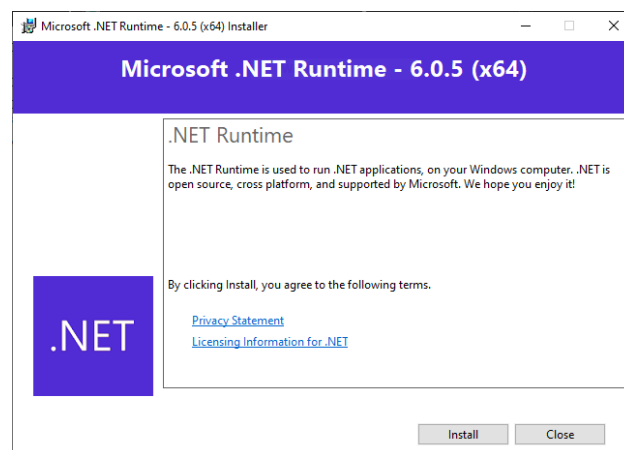 Microsoft .NET Runtime - 6.0.5 (x64) Installer
Microsoft .NET Runtime - 6.0.5 (x64)
.NET Runtime
The .NET Runtime is used to run .NET applications, on your Windows computer. .NET is
open source, cross platform, and supported by Microsoft. We hope you enjoy it!
By clicking Install, you agree to the following terms.
Privacy Statement
Licensing Information for .NET
.NET
Install
Close